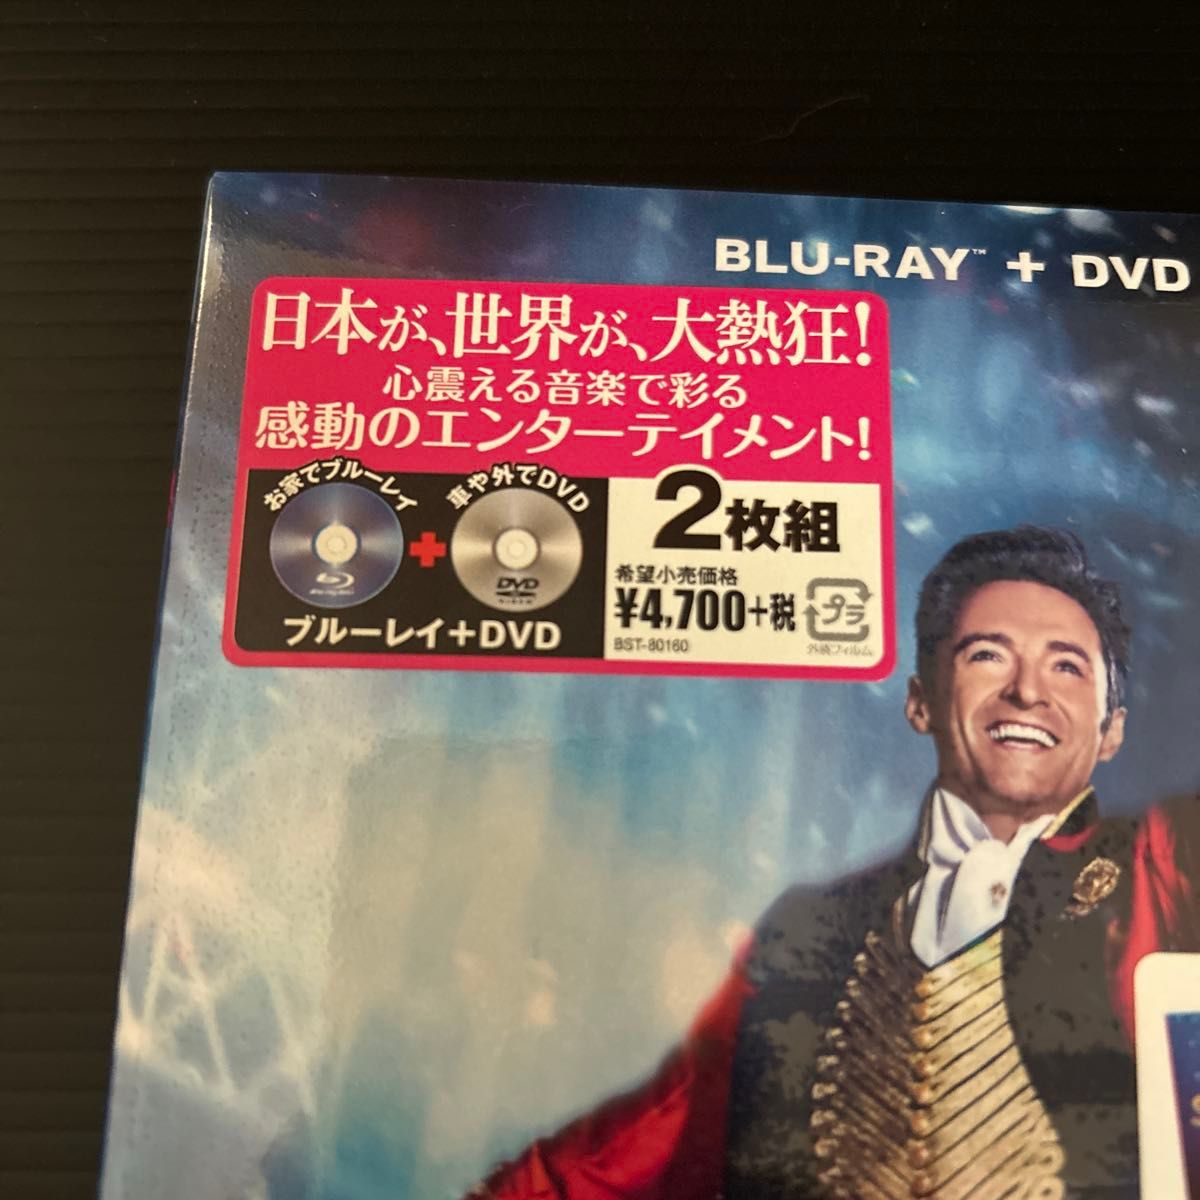 BLU-RAY™ + DVD
日本が、世界が、大熱狂!
心震える音楽で彩る
感動のエンターテイメント!
お家でブルーレイ
車や外でDVD
DVD
ブルーレイ+DVD
2枚組
希望小売価格
¥4,700+税
BST-80160
プラ
外装フィルム